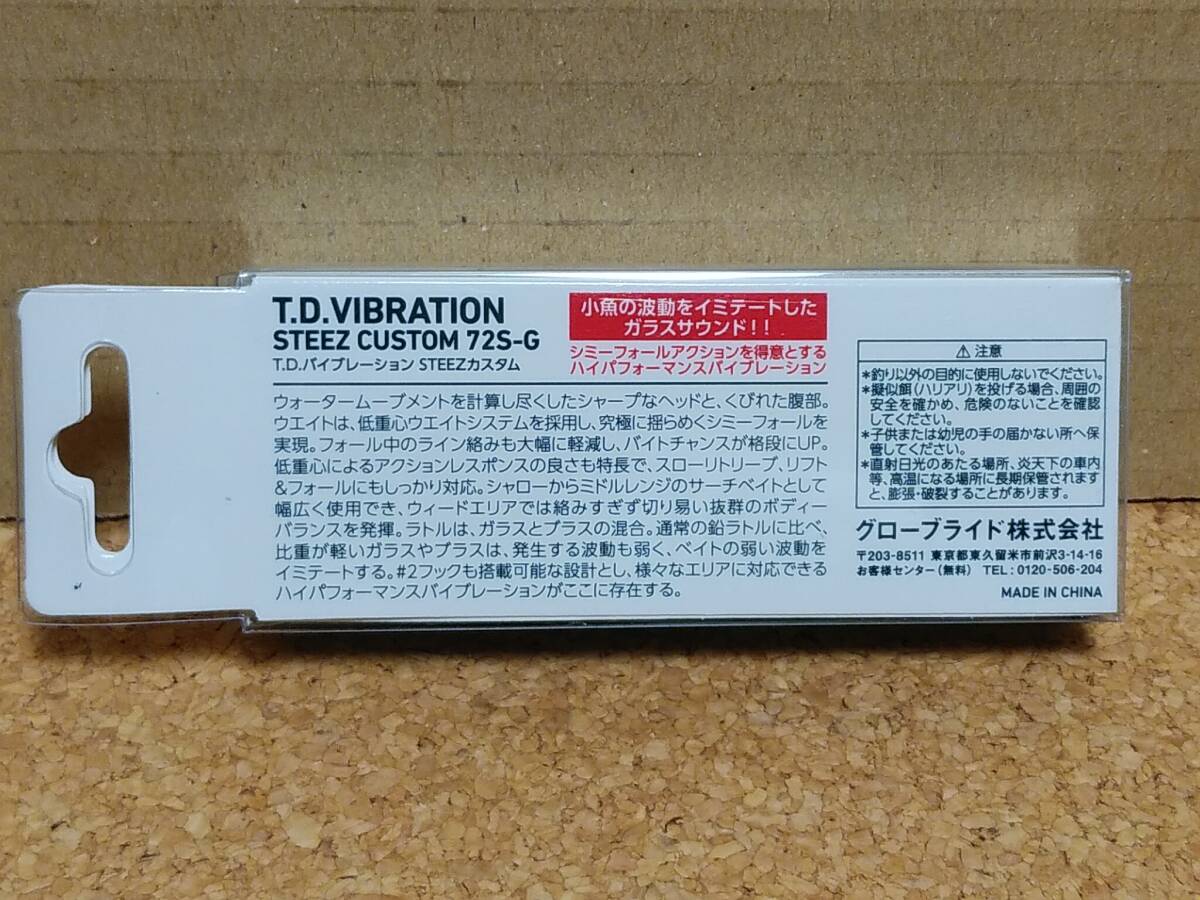 T.D.VIBRATION
STEEZ CUSTOM 72S-G
T.D.バイブレーション STEEZカスタム
小魚の波動をイミテートした
ガラスサウンド!!
シミーフォールアクションを得意とする
ハイパフォーマンスバイブレーション
ウォータームーブメントを計算し尽くしたシャープなヘッドと、くびれた腹部。
ウエイトは、低重心ウエイトシステムを採用し、究極に揺らめくシミーフォールを
実現。フォール中のライン絡みも大幅に軽減し、バイトチャンスが格段にUP。
低重心によるアクションレスポンスの良さも特長で、スローリトリーブ、リフト
&フォールにもしっかり対応。シャローからミドルレンジのサーチベイトとして
幅広く使用でき、ウィードエリアでは絡みすぎず切り易い抜群のボディー
バランスを発揮。ラトルは、ガラスとブラスの混合。通常の鉛ラトルに比べ、
比重が軽いガラスやブラスは、発生する波動も弱く、ベイトの弱い波動を
イミテートする。#2フックも搭載可能な設計とし、様々なエリアに対応できる
ハイパフォーマンスバイブレーションがここに存在する。
⚠注意
*釣り以外の目的に使用しないでください。
*擬似餌(ハリアリ)を投げる場合、周囲の
安全を確かめ、危険のないことを確認
してください。
*子供または幼児の手の届かない所へ保
管してください。
*直射日光のあたる場所、炎天下の車内
等、高温になる場所に長期保管されます
と、膨張・破裂することがあります。
グローブライド株式会社
〒203-8511 東京都東久留米市前沢3-14-16
お客様センター(無料) TEL:0120-506-204
MADE IN CHINA